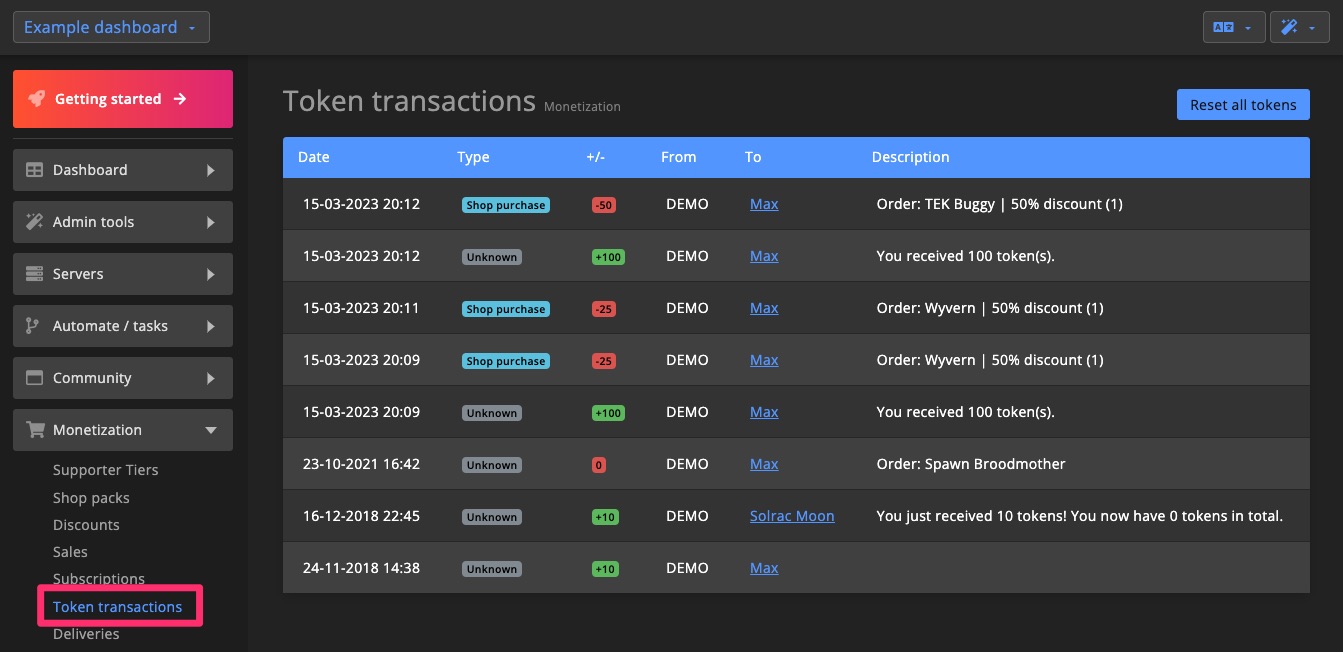 Example dashboard
Getting started
Dashboard
Admin tools
Servers
Automate / tasks
Community
Monetization
Supporter Tiers
Shop packs
Discounts
Sales
Subscriptions
Token transactions
Deliveries
Token transactions Monetization
Reset all tokens
Date Type +/- From To Description
15-03-2023 20:12 Shop purchase -50 DEMO Max Order: TEK Buggy | 50% discount (1)
15-03-2023 20:12 Unknown +100 DEMO Max You received 100 token(s).
15-03-2023 20:11 Shop purchase -25 DEMO Max Order: Wyvern | 50% discount (1)
15-03-2023 20:09 Shop purchase -25 DEMO Max Order: Wyvern | 50% discount (1)
15-03-2023 20:09 Unknown +100 DEMO Max You received 100 token(s).
23-10-2021 16:42 Unknown 0 DEMO Max Order: Spawn Broodmother
16-12-2018 22:45 Unknown +10 DEMO Solrac Moon You just received 10 tokens! You now have 0 tokens in total.
24-11-2018 14:38 Unknown +10 DEMO Max